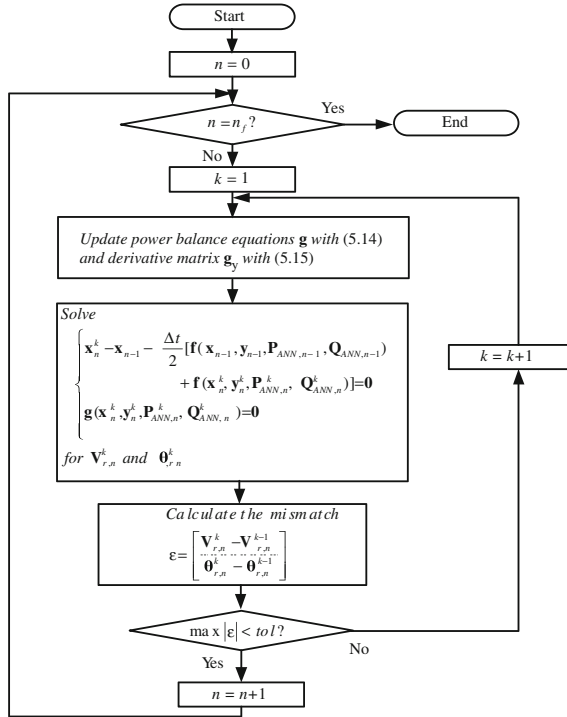 Start
n = 0
n = n_f ?
Yes
End
No
k = 1
Update power balance equations g with (5.14)
and derivative matrix g_y with (5.15)
Solve
x_n^k − x_{n−1} − Δt/2 [f( x_{n−1}, y_{n−1}, P_{ANN,n−1}, Q_{ANN,n−1})
+ f (x_n^k, y_n^k, P_{ANN,n}^k, Q_{ANN,n}^k)]=0
g(x_n^k, y_n^k, P_{ANN,n}^k, Q_{ANN,n}^k)=0
for V_{r,n}^k and θ_{,r n}^k
k = k+1
Calculate the mismatch
ε= [V_{r,n}^k − V_{r,n}^{k−1}
θ_{r,n}^k − θ_{r,n}^{k−1}]
max |ε| < tol ?
Yes
No
n = n+1